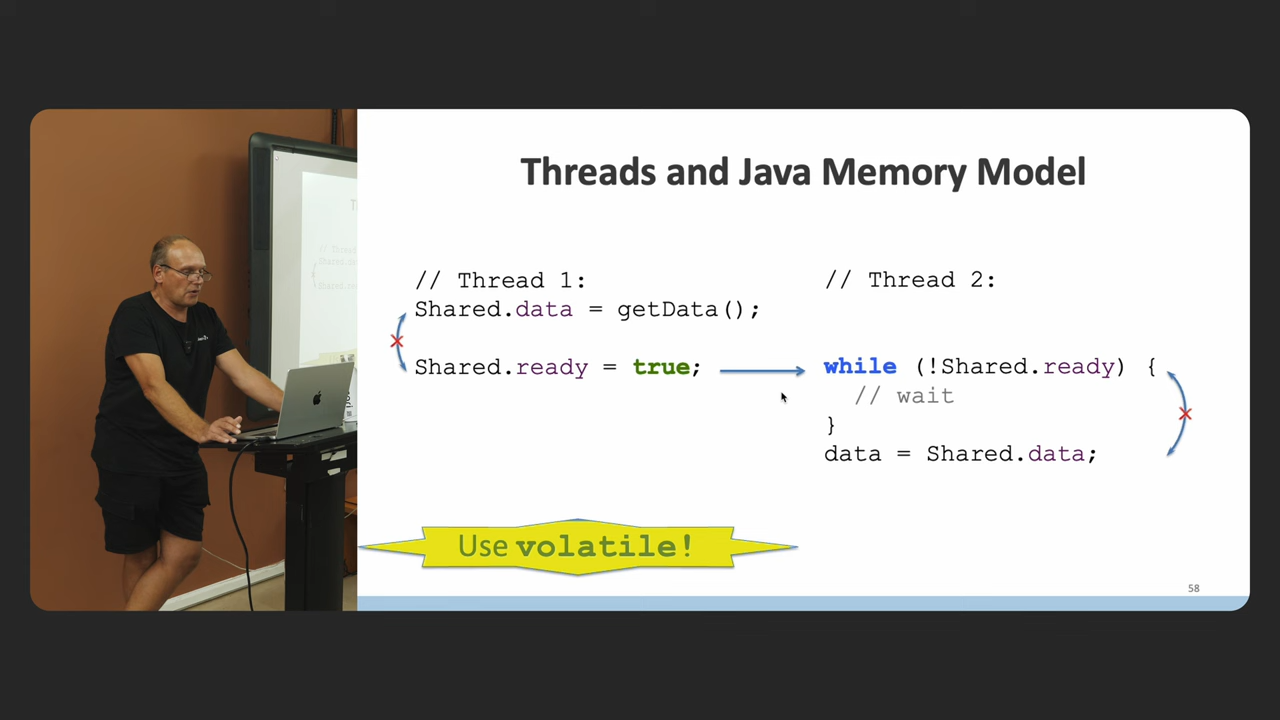 Threads and Java Memory Model
// Thread 1:
Shared.data = getData();
Shared.ready = true;
// Thread 2:
while (!Shared.ready) {
// wait
}
data = Shared.data;
Use volatile!
58